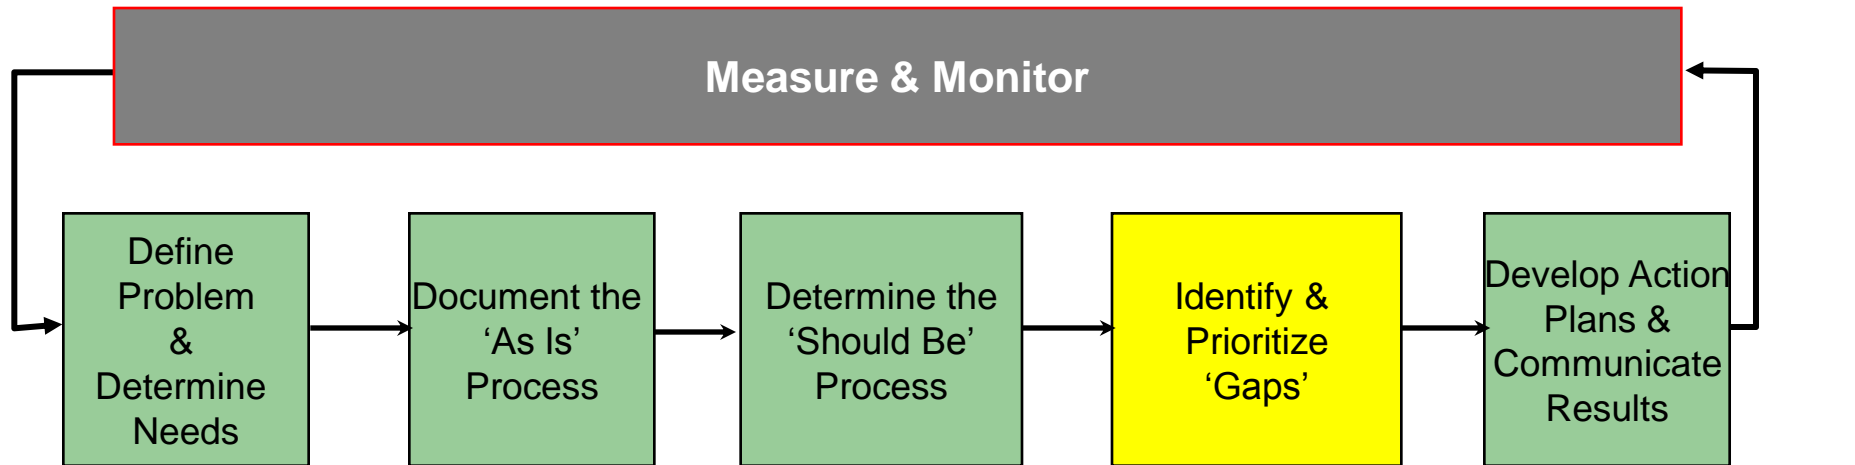 Measure & Monitor
Define
Problem
&
Determine
Needs
Document the
‘As Is’
Process
Determine the
‘Should Be’
Process
Identify &
Prioritize
‘Gaps’
Develop Action
Plans &
Communicate
Results